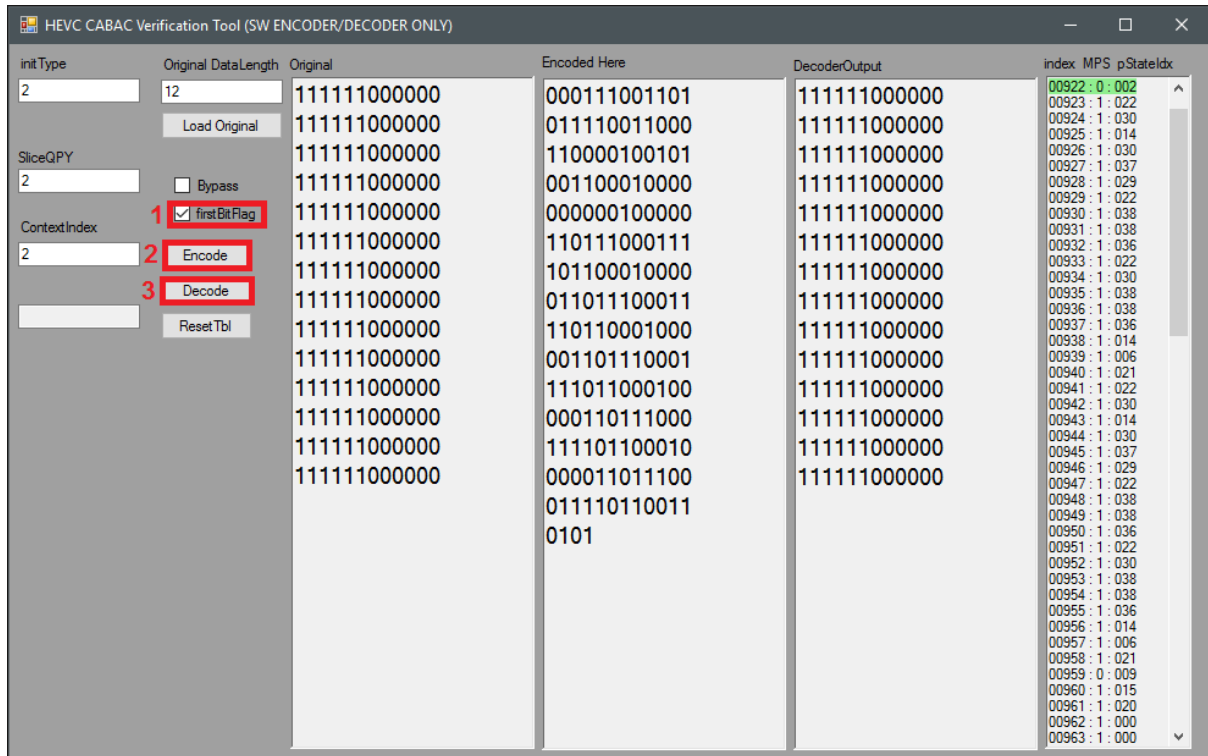 HEVC CABAC Verification Tool (SW ENCODER/DECODER ONLY)
initType
2
SliceQPY
2
ContextIndex
2
Original DataLength
12
Load Original
Bypass
1 firstBitFlag
2 Encode
3 Decode
ResetTbl
Original
111111000000
111111000000
111111000000
111111000000
111111000000
111111000000
111111000000
111111000000
111111000000
111111000000
111111000000
111111000000
111111000000
111111000000
Encoded Here
000111001101
011110011000
110000100101
001100010000
000000100000
110111000111
101100010000
011011100011
110110001000
001101110001
111011000100
000110111000
111101100010
000011011100
011110110011
0101
DecoderOutput
111111000000
111111000000
111111000000
111111000000
111111000000
111111000000
111111000000
111111000000
111111000000
111111000000
111111000000
111111000000
111111000000
111111000000
index MPS pStateIdx
00922 : 0 : 002
00923 : 1 : 022
00924 : 1 : 030
00925 : 1 : 014
00926 : 1 : 030
00927 : 1 : 037
00928 : 1 : 029
00929 : 1 : 022
00930 : 1 : 038
00931 : 1 : 038
00932 : 1 : 036
00933 : 1 : 022
00934 : 1 : 030
00935 : 1 : 038
00936 : 1 : 038
00937 : 1 : 036
00938 : 1 : 014
00939 : 1 : 006
00940 : 1 : 021
00941 : 1 : 022
00942 : 1 : 030
00943 : 1 : 014
00944 : 1 : 030
00945 : 1 : 037
00946 : 1 : 029
00947 : 1 : 022
00948 : 1 : 038
00949 : 1 : 038
00950 : 1 : 036
00951 : 1 : 022
00952 : 1 : 030
00953 : 1 : 038
00954 : 1 : 038
00955 : 1 : 036
00956 : 1 : 014
00957 : 1 : 006
00958 : 1 : 021
00959 : 0 : 009
00960 : 1 : 015
00961 : 1 : 020
00962 : 1 : 000
00963 : 1 : 000